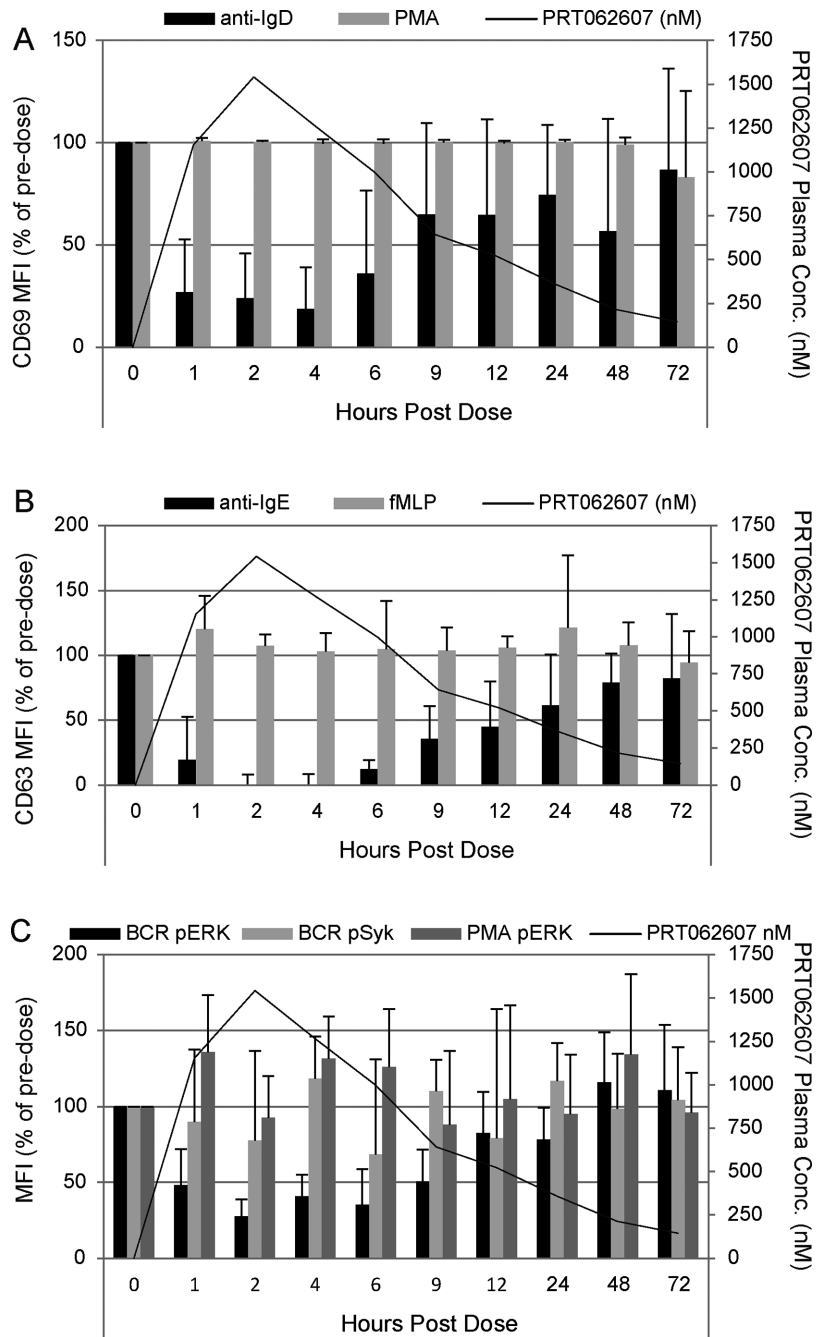 A
anti-IgD PMA PRT062607 (nM)
150
100
50
0
CD69 MFI (% of pre-dose)
1750
1500
1250
1000
750
500
250
0
PRT062607 Plasma Conc. (nM)
0 1 2 4 6 9 12 24 48 72
Hours Post Dose
B
anti-IgE fMLP PRT062607 (nM)
200
150
100
50
0
CD63 MFI (% of pre-dose)
1750
1500
1250
1000
750
500
250
0
PRT062607 Plasma Conc. (nM)
0 1 2 4 6 9 12 24 48 72
Hours Post Dose
C
BCR pERK BCR pSyk PMA pERK PRT062607 nM
200
150
100
50
0
MFI (% of pre-dose)
1750
1500
1250
1000
750
500
250
0
PRT062607 Plasma Conc. (nM)
0 1 2 4 6 9 12 24 48 72
Hours Post Dose